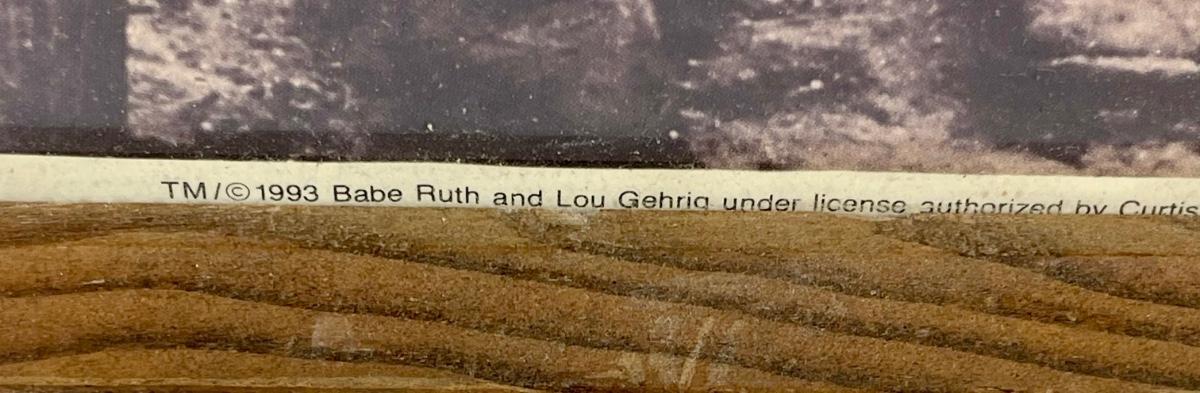 TM/©1993 Babe Ruth and Lou Gehrig under license authorized by Curtis